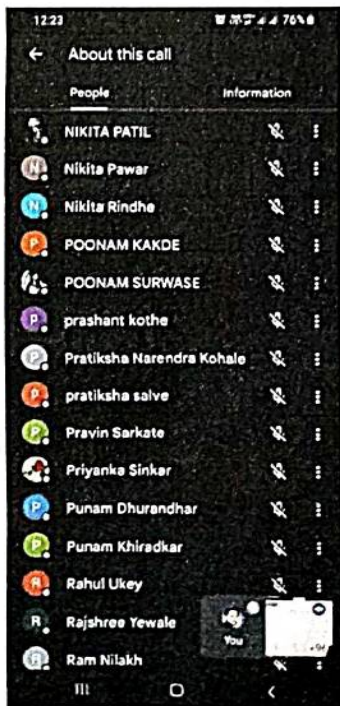 12:23 76%
About this call
People Information
NIKITA PATIL
N Nikita Pawar
N Nikita Rindhe
P POONAM KAKDE
POONAM SURWASE
P prashant kothe
P Pratiksha Narendra Kohale
P pratiksha salve
P Pravin Sarkate
Priyanka Sinkar
P Punam Dhurandhar
P Punam Khiradkar
R Rahul Ukey
R Rajshree Yewale
You
R Ram Nilakh